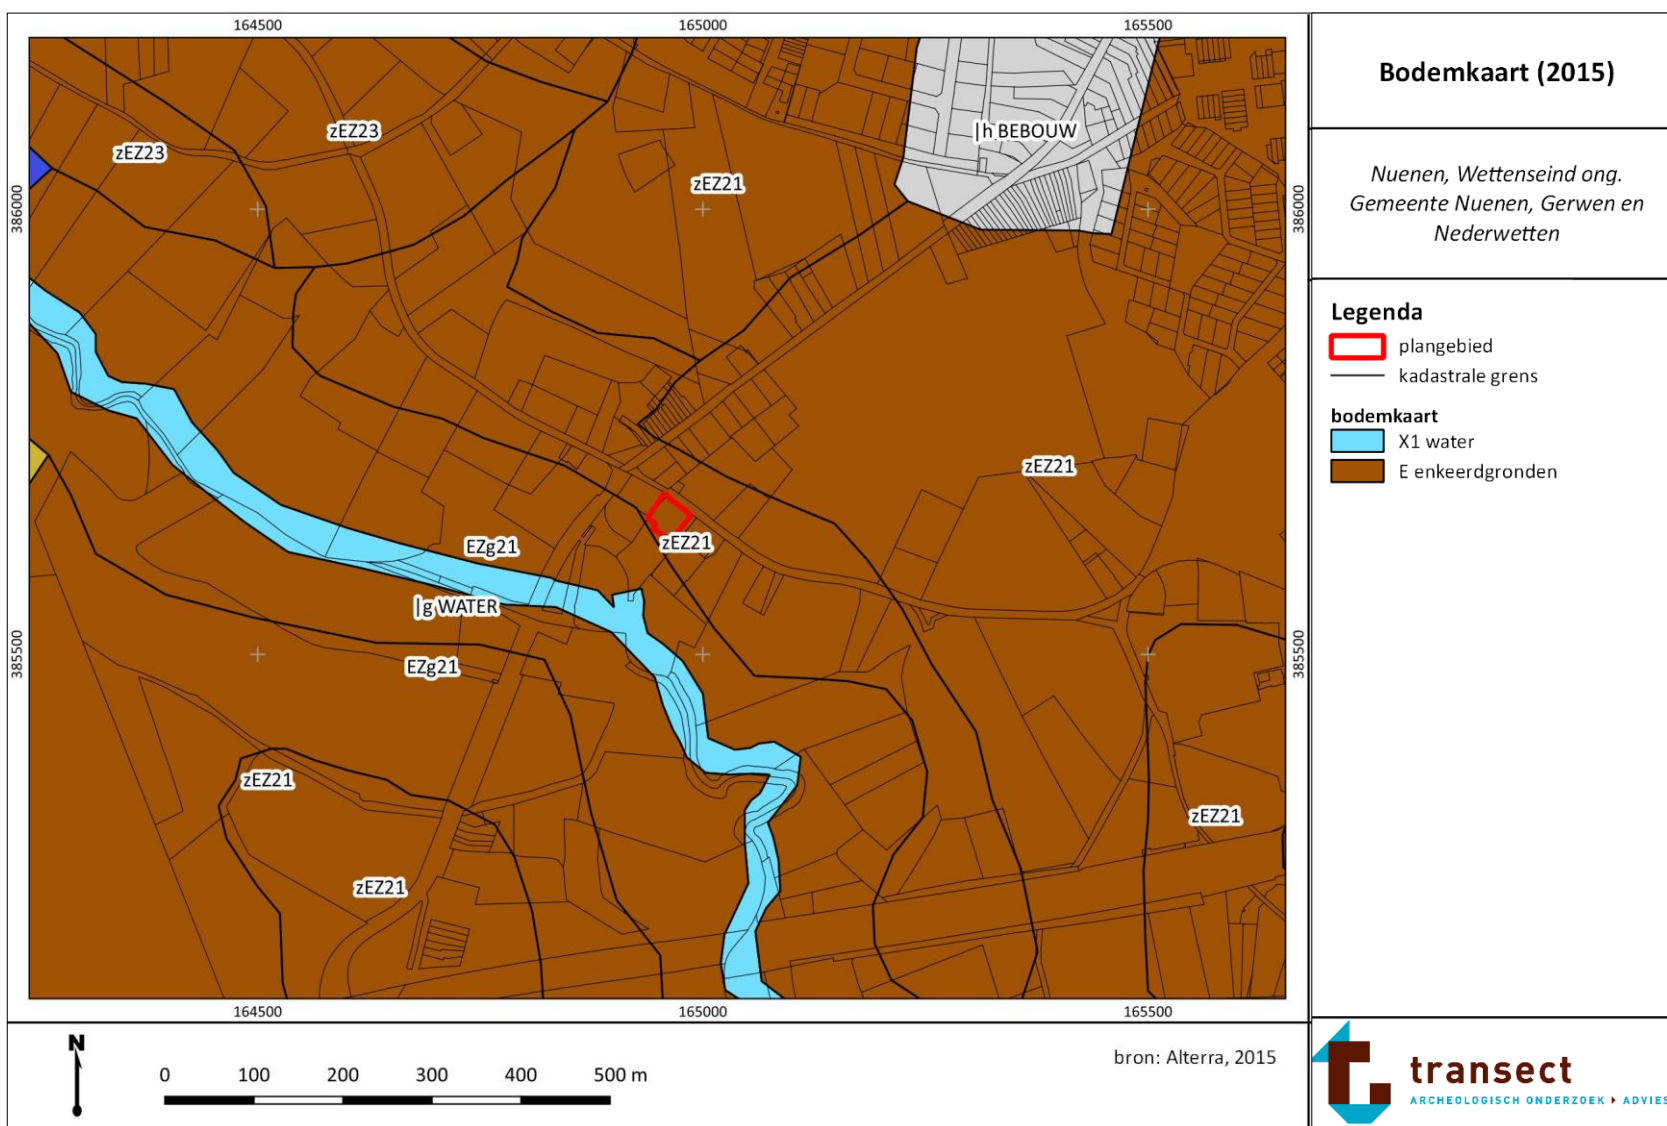 164500 165000 165500
|h BEBOUW
zEZ23
zEZ23
zEZ21
386000 386000
zEZ21
zEZ21
EZg21
|g WATER
385500 385500
EZg21
zEZ21
zEZ21
zEZ21
164500 165000 165500
N
0 100 200 300 400 500 m
bron: Alterra, 2015
Bodemkaart (2015)
Nuenen, Wettenseind ong.
Gemeente Nuenen, Gerwen en
Nederwetten
Legenda
plangebied
kadastrale grens
bodemkaart
X1 water
E enkeerdgronden
transect
ARCHEOLOGISCH ONDERZOEK ADVIES